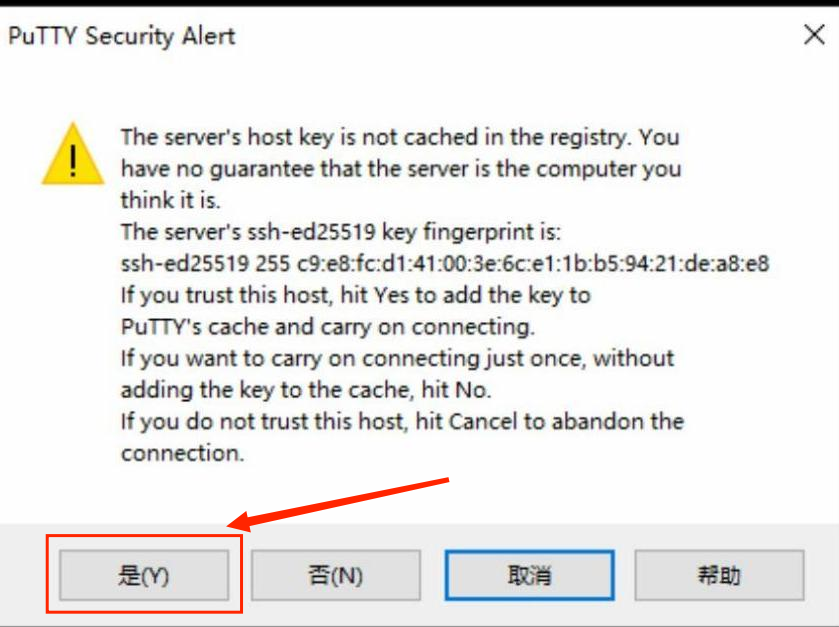 PuTTY Security Alert
The server's host key is not cached in the registry. You
have no guarantee that the server is the computer you
think it is.
The server's ssh-ed25519 key fingerprint is:
ssh-ed25519 255 c9:e8:fc:d1:41:00:3e:6c:e1:1b:b5:94:21:de:a8:e8
If you trust this host, hit Yes to add the key to
PuTTY's cache and carry on connecting.
If you want to carry on connecting just once, without
adding the key to the cache, hit No.
If you do not trust this host, hit Cancel to abandon the
connection.
是(Y) 否(N) 取消 帮助